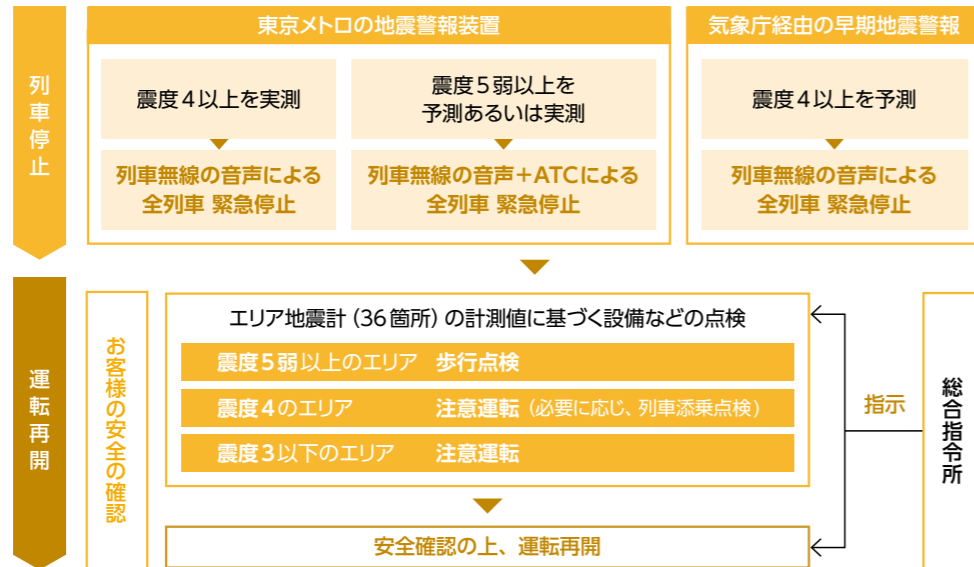 列車停止
東京メトロの地震警報装置
震度4以上を実測
列車無線の音声による
全列車 緊急停止
震度5弱以上を
予測あるいは実測
列車無線の音声+ATCによる
全列車 緊急停止
気象庁経由の早期地震警報
震度4以上を予測
列車無線の音声による
全列車 緊急停止
運転再開
お客様の安全の確認
エリア地震計(36箇所)の計測値に基づく設備などの点検
震度5弱以上のエリア 歩行点検
震度4のエリア 注意運転(必要に応じ、列車添乗点検)
震度3以下のエリア 注意運転
安全確認の上、運転再開
指示
総合指令所